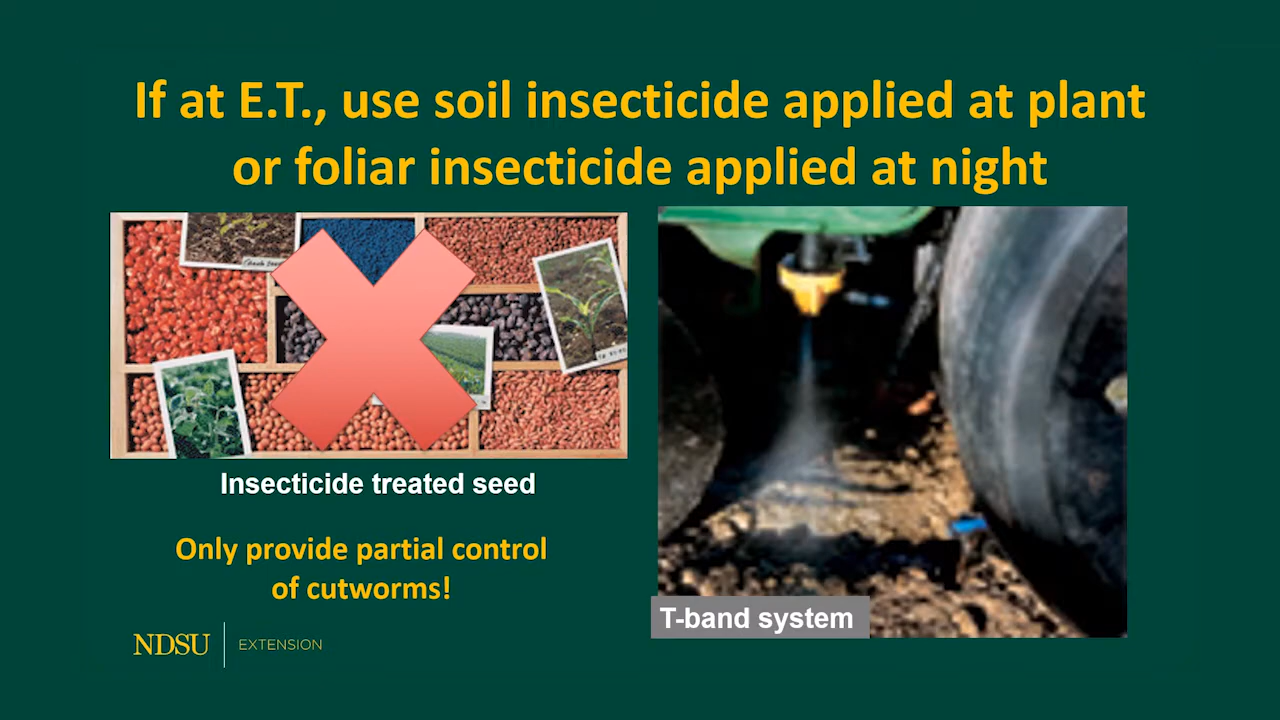 If at E.T., use soil insecticide applied at plant
or foliar insecticide applied at night
Insecticide treated seed
Only provide partial control
of cutworms!
T-band system
NDSU EXTENSION